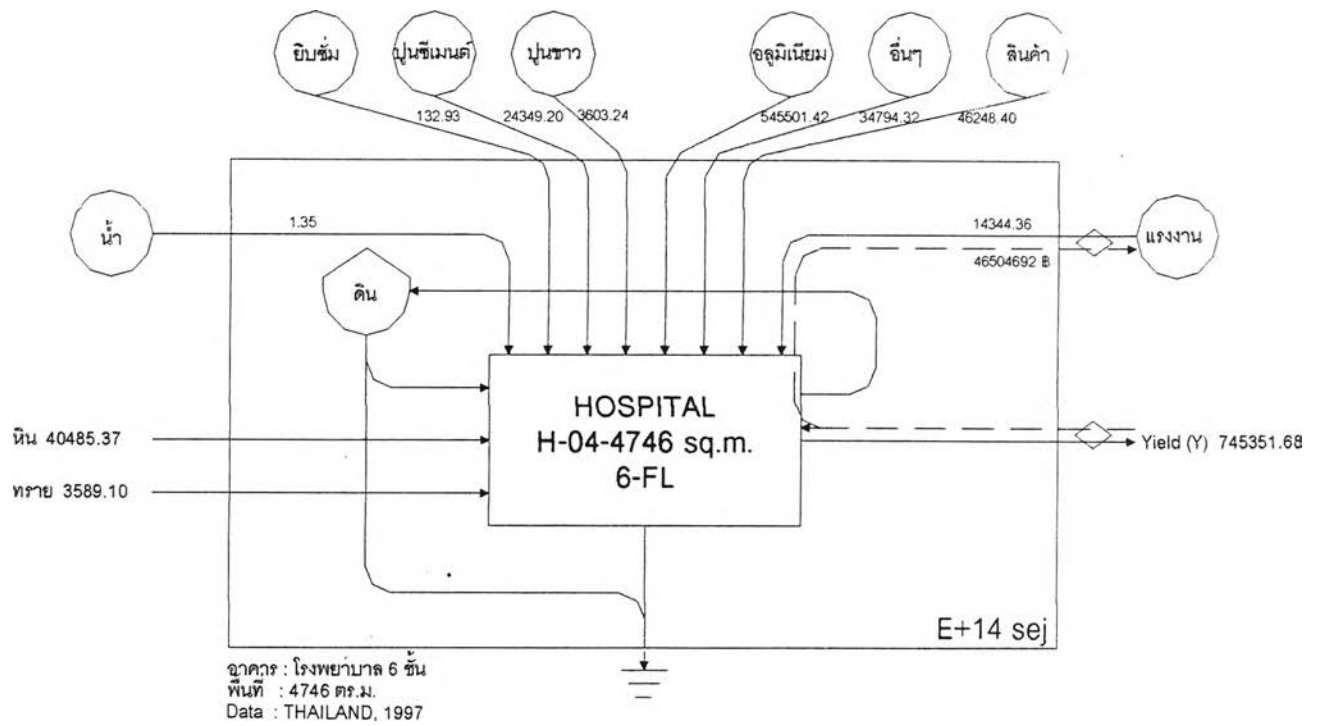 ยิบซั่ม
ปูนซีเมนต์
ปูนขาว
อลูมิเนียม
อื่นๆ
สินค้า
132.93
24349.20
3603.24
545501.42
34794.32
46248.40
น้ำ
1.35
14344.36
แรงงาน
46504692 ฿
ดิน
HOSPITAL
H-04-4746 sq.m.
6-FL
หิน 40485.37
Yield (Y) 745351.68
ทราย 3589.10
E+14 sej
อาคาร : โรงพยาบาล 6 ชั้น
พื้นที่ : 4746 ตร.ม.
Data : THAILAND, 1997